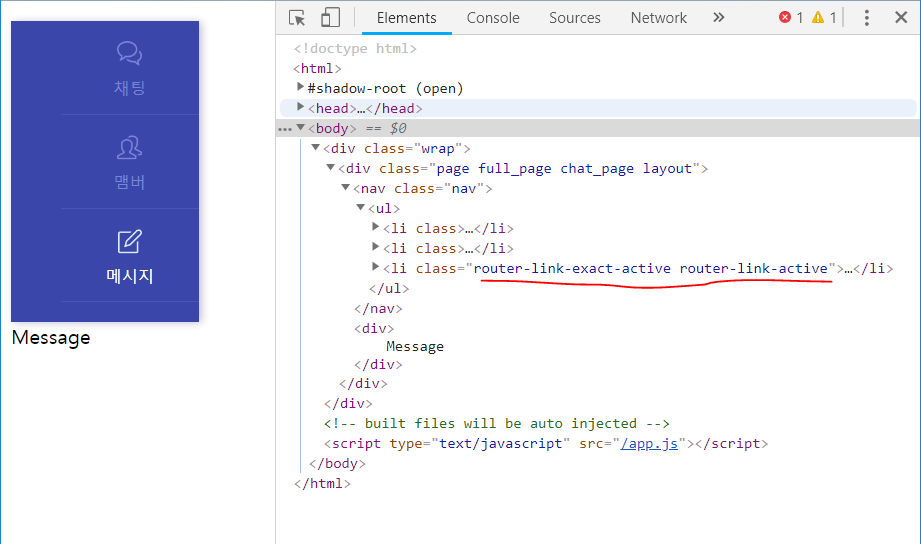 채팅
맴버
메시지
Message
Elements Console Sources Network » 1 1
<!doctype html>
<html>
#shadow-root (open)
<head>…</head>
<body> == $0
<div class="wrap">
<div class="page full_page chat_page layout">
<nav class="nav">
<ul>
<li class>…</li>
<li class>…</li>
<li class="router-link-exact-active router-link-active">…</li>
</ul>
</nav>
<div>
Message
</div>
</div>
</div>
<!-- built files will be auto injected -->
<script type="text/javascript" src="/app.js"></script>
</body>
</html>